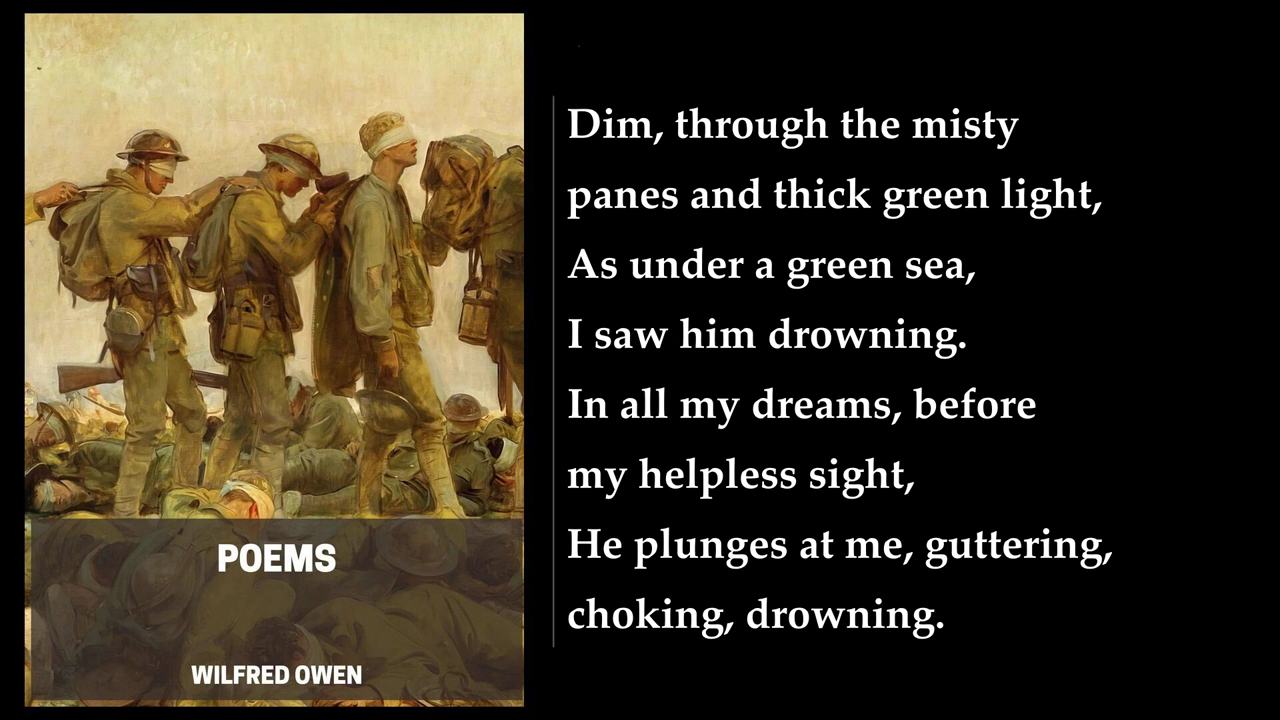 POEMS
WILFRED OWEN
Dim, through the misty
panes and thick green light,
As under a green sea,
I saw him drowning.
In all my dreams, before
my helpless sight,
He plunges at me, guttering,
choking, drowning.